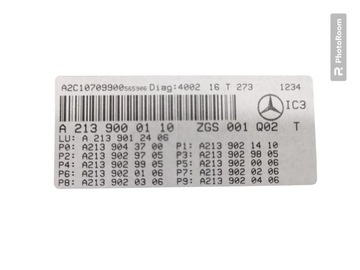 PhotoRoom
A2C10709900565906 Diag:4002 16 T 273 1234
IC3
A 213 900 01 10 ZGS 001 Q02 T
LU: A 213 901 24 06
P0: A213 904 37 00 P1: A213 902 14 10
P2: A213 902 97 05 P3: A213 902 98 05
P4: A213 902 99 05 P5: A213 902 00 06
P6: A213 902 01 06 P7: A213 902 02 06
P8: A213 902 03 06 P9: A213 902 04 06